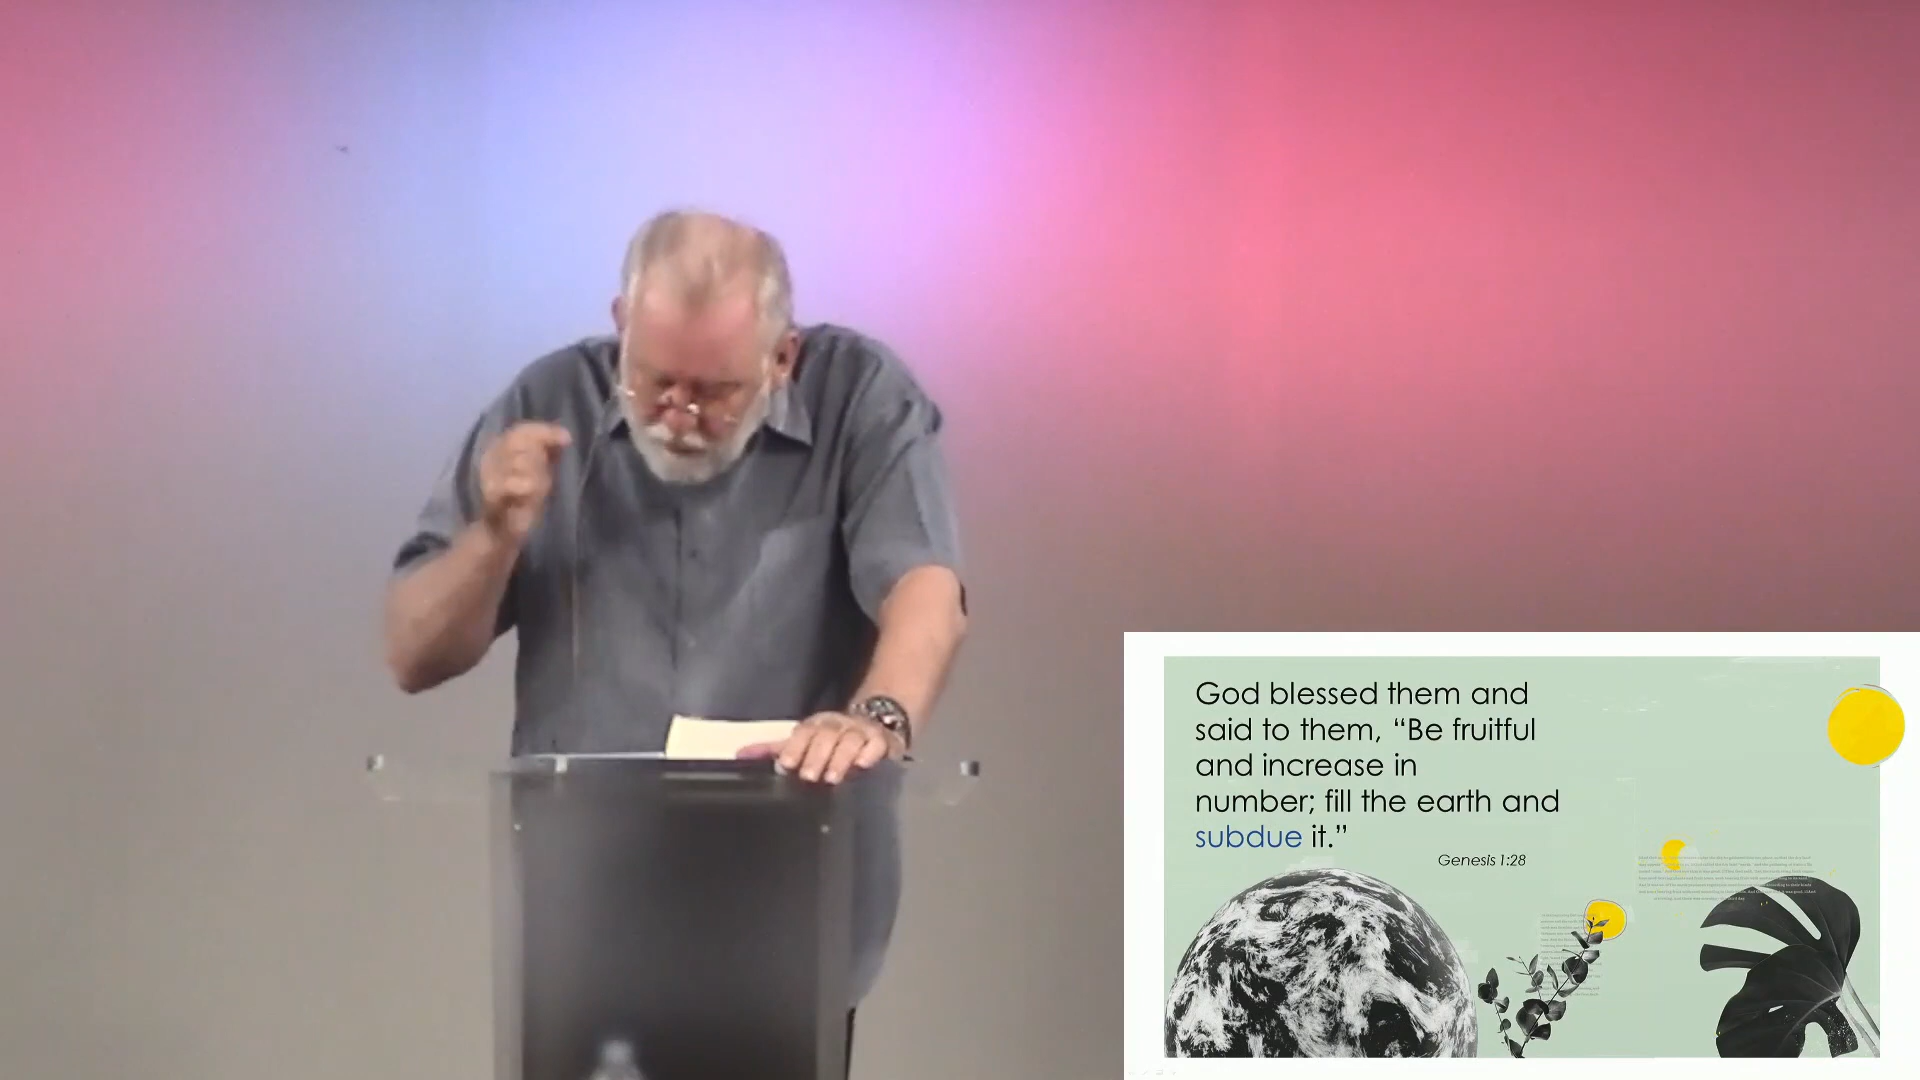 God blessed them and
said to them, “Be fruitful
and increase in
number; fill the earth and
subdue it.”
Genesis 1:28